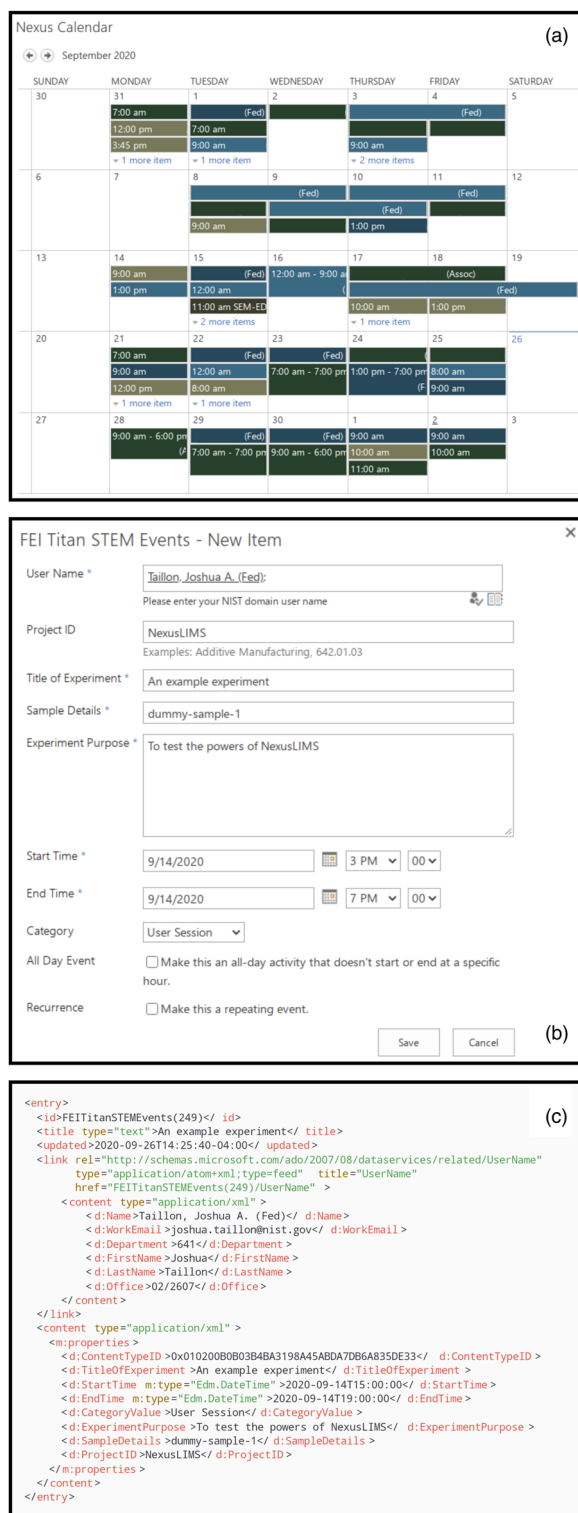 Nexus Calendar
(a)
September 2020
SUNDAY MONDAY TUESDAY WEDNESDAY THURSDAY FRIDAY SATURDAY
30 31 1 2 3 4 5
7:00 am (Fed) (Fed)
12:00 pm 7:00 am
3:45 pm 9:00 am 9:00 am
1 more item 1 more item 2 more items
6 7 8 9 10 11 12
(Fed) (Fed)
(Fed)
9:00 am 1:00 pm
13 14 15 16 17 18 19
9:00 am (Fed) 12:00 am - 9:00 a (Assoc)
1:00 pm 12:00 am ( (Fed)
11:00 am SEM-ED 10:00 am 1:00 pm
2 more items 1 more item
20 21 22 23 24 25 26
7:00 am (Fed) (Fed) (
9:00 am 12:00 am 7:00 am - 7:00 pm 1:00 pm - 7:00 pm 8:00 am
12:00 pm 8:00 am (F 9:00 am
1 more item 1 more item
27 28 29 30 1 2 3
9:00 am - 6:00 pm (Fed) (Fed) 9:00 am 9:00 am
(A 7:00 am - 7:00 pm 9:00 am - 6:00 pm 10:00 am 10:00 am
11:00 am
FEI Titan STEM Events - New Item
User Name * Taillon, Joshua A. (Fed);
Please enter your NIST domain user name
Project ID NexusLIMS
Examples: Additive Manufacturing, 642.01.03
Title of Experiment * An example experiment
Sample Details * dummy-sample-1
Experiment Purpose * To test the powers of NexusLIMS
Start Time * 9/14/2020 3 PM 00
End Time * 9/14/2020 7 PM 00
Category User Session
All Day Event Make this an all-day activity that doesn't start or end at a specific
hour.
Recurrence Make this a repeating event.
Save Cancel
(b)
(c)
<entry>
<id>FEITitanSTEMEvents(249)</ id>
<title type="text">An example experiment</ title>
<updated>2020-09-26T14:25:40-04:00</ updated>
<link rel="http://schemas.microsoft.com/ado/2007/08/dataservices/related/UserName"
type="application/atom+xml;type=feed" title="UserName"
href="FEITitanSTEMEvents(249)/UserName" >
<content type="application/xml" >
<d:Name>Taillon, Joshua A. (Fed)</ d:Name>
<d:WorkEmail>joshua.taillon@nist.gov</ d:WorkEmail>
<d:Department>641</ d:Department>
<d:FirstName>Joshua</ d:FirstName>
<d:LastName>Taillon</ d:LastName>
<d:Office>02/2607</ d:Office>
</ content>
</ link>
<content type="application/xml" >
<m:properties >
<d:ContentTypeID >0x010200B0B03B4BA3198A45ABDA7DB6A835DE33</ d:ContentTypeID >
<d:TitleOfExperiment >An example experiment</ d:TitleOfExperiment >
<d:StartTime m:type="Edm.DateTime" >2020-09-14T15:00:00</ d:StartTime >
<d:EndTime m:type="Edm.DateTime" >2020-09-14T19:00:00</ d:EndTime >
<d:CategoryValue >User Session</ d:CategoryValue >
<d:ExperimentPurpose >To test the powers of NexusLIMS</ d:ExperimentPurpose >
<d:SampleDetails >dummy-sample-1</ d:SampleDetails >
<d:ProjectID >NexusLIMS</ d:ProjectID >
</ m:properties >
</ content>
</entry>